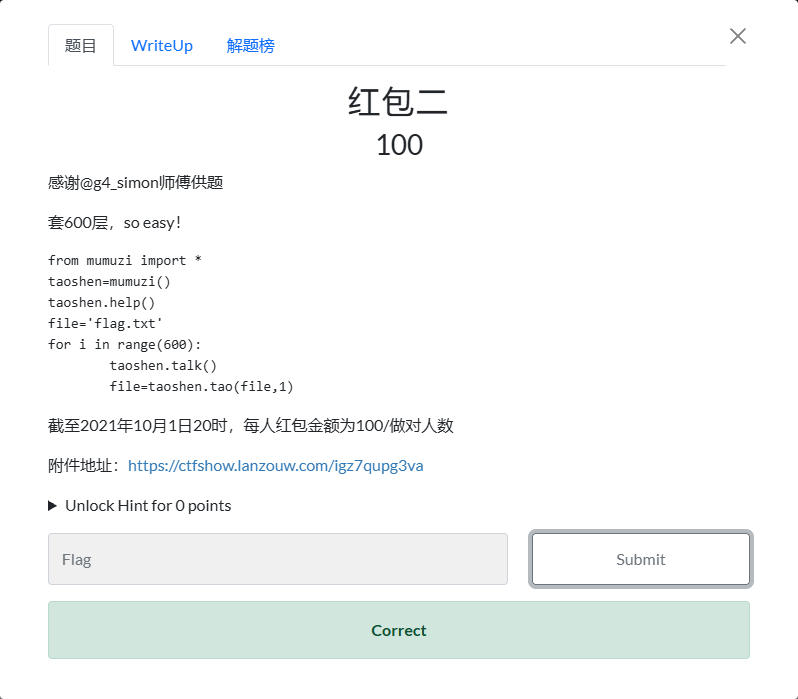 题目 WriteUp 解题榜
红包二
100
感谢@g4_simon师傅供题
套600层，so easy！
from mumuzi import *
taoshen=mumuzi()
taoshen.help()
file='flag.txt'
for i in range(600):
        taoshen.talk()
        file=taoshen.tao(file,1)
截至2021年10月1日20时，每人红包金额为100/做对人数
附件地址：https://ctfshow.lanzouw.com/igz7qupg3va
Unlock Hint for 0 points
Flag Submit
Correct